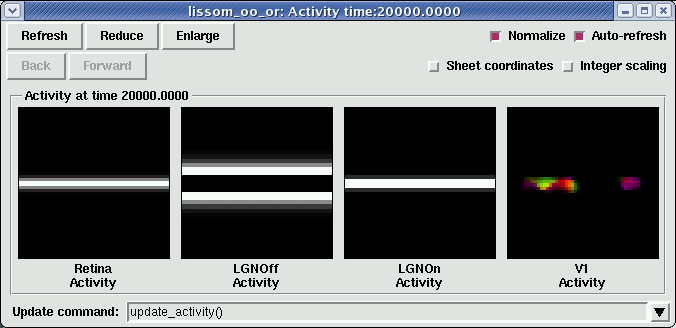 lissom_oo_or: Activity time:20000.0000
Refresh Reduce Enlarge Normalize Auto-refresh
Back Forward Sheet coordinates Integer scaling
Activity at time 20000.0000
Retina LGNOff LGNOn V1
Activity Activity Activity Activity
Update command: update_activity()